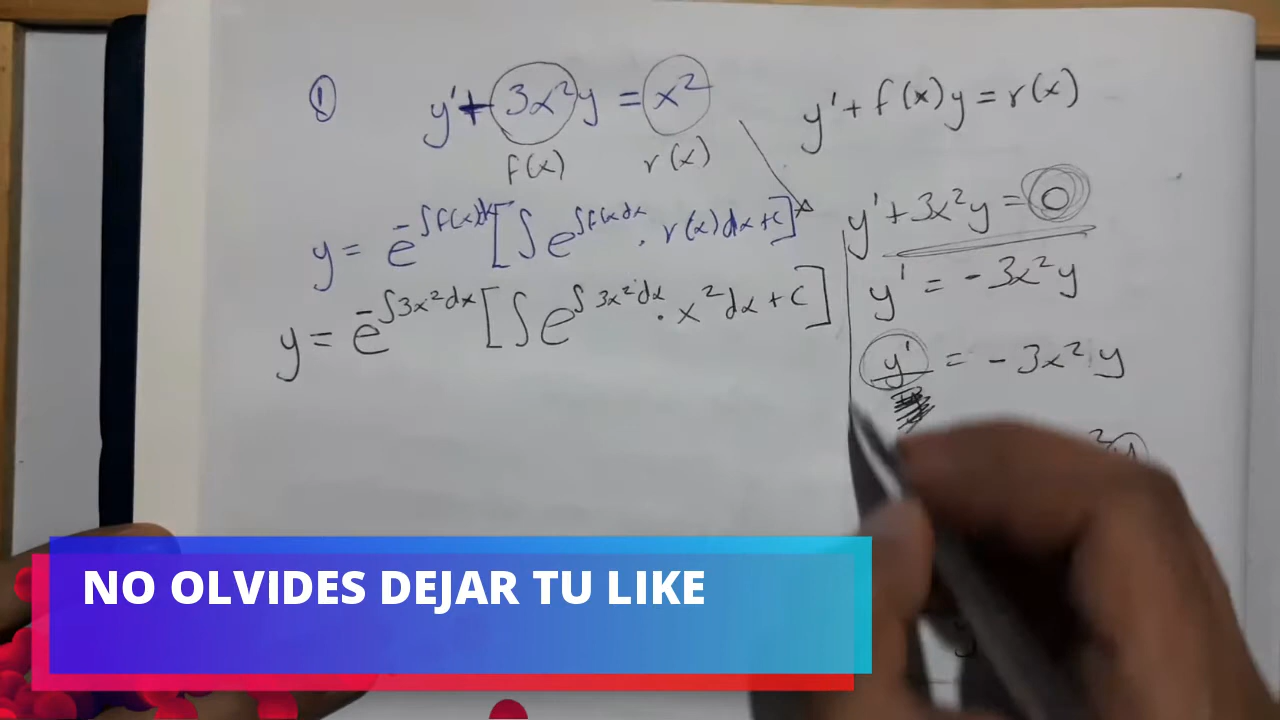 ① y' + 3x²y = x²
f(x) r(x)
y = e^-∫f(x)dx [∫e^∫f(x)dx · r(x)dx + c]
y = e^-∫3x²dx [∫e^∫3x²dx · x²dx + c]
y' + f(x)y = r(x)
y' + 3x²y = 0
y' = -3x²y
y' = -3x²y
NO OLVIDES DEJAR TU LIKE